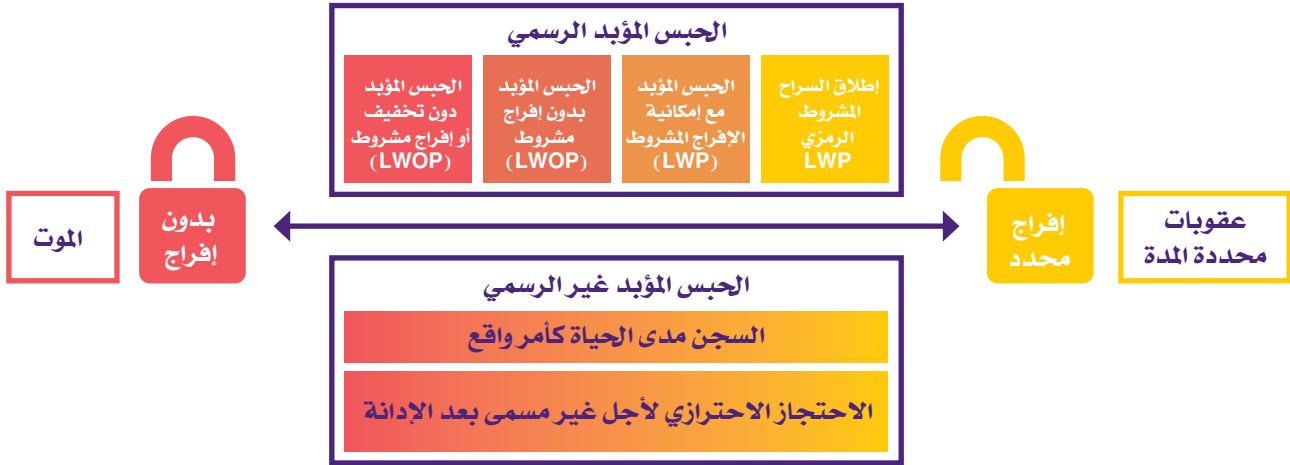 الحبس المؤبد الرسمي
إطلاق السراح
المشروط
الرمزي
LWP
الحبس المؤبد
مع إمكانية
الإفراج المشروط
(LWP)
الحبس المؤبد
بدون إفراج
مشروط
(LWOP)
الحبس المؤبد
دون تخفيف
أو إفراج مشروط
(LWOP)
عقوبات
محددة المدة
إفراج
محدد
بدون
إفراج
الموت
الحبس المؤبد غير الرسمي
السجن مدى الحياة كأمر واقع
الاحتجاز الاحترازي لأجل غير مسمى بعد الإدانة